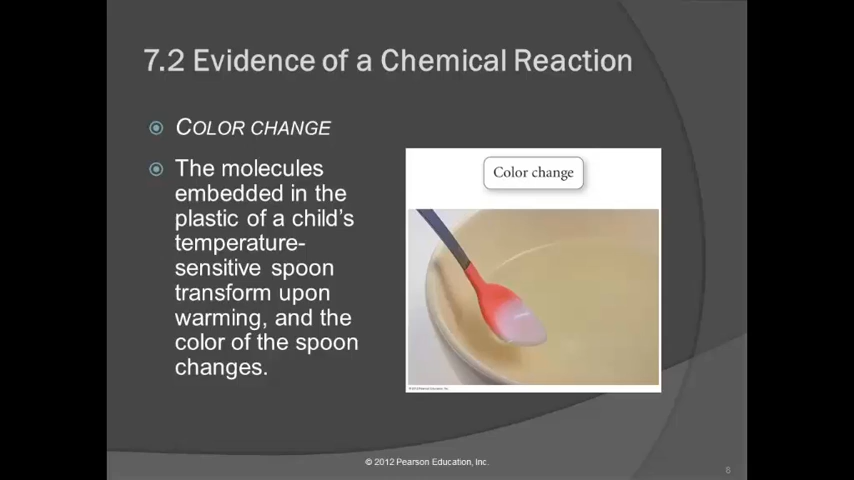 7.2 Evidence of a Chemical Reaction
COLOR CHANGE
The molecules
embedded in the
plastic of a child's
temperature-
sensitive spoon
transform upon
warming, and the
color of the spoon
changes.
Color change
© 2012 Pearson Education, Inc.
6